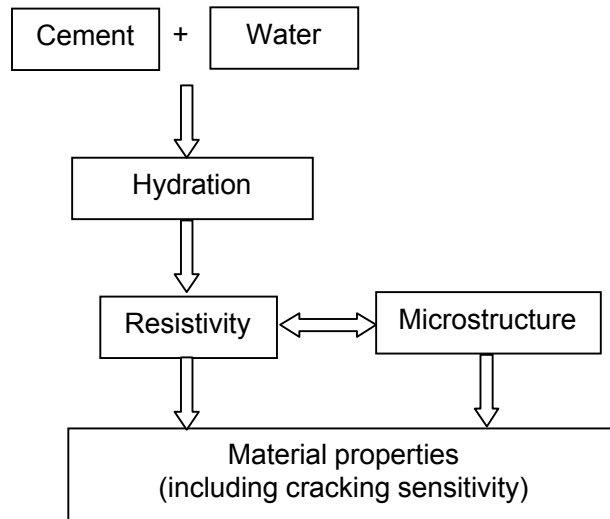 Cement + Water
Hydration
Resistivity
Microstructure
Material properties
(including cracking sensitivity)